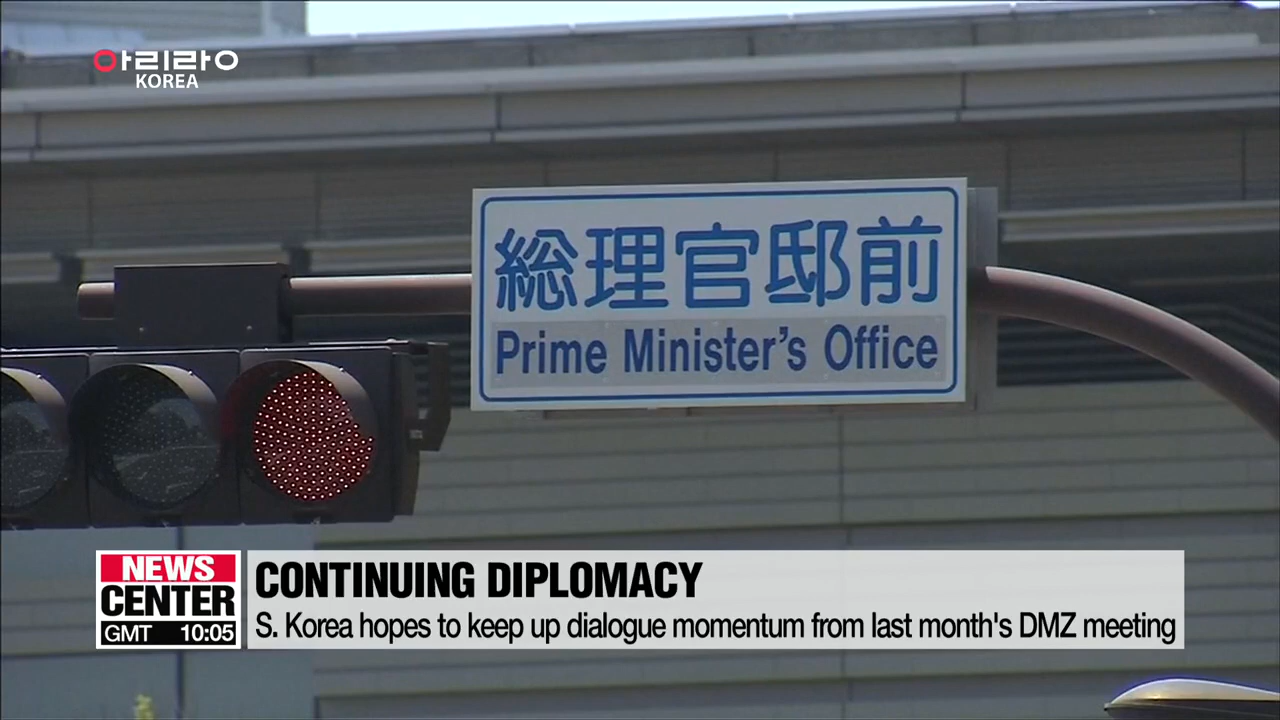 아리랑
KOREA
総理官邸前
Prime Minister's Office
NEWS
CENTER
GMT 10:05
CONTINUING DIPLOMACY
S. Korea hopes to keep up dialogue momentum from last month's DMZ meeting